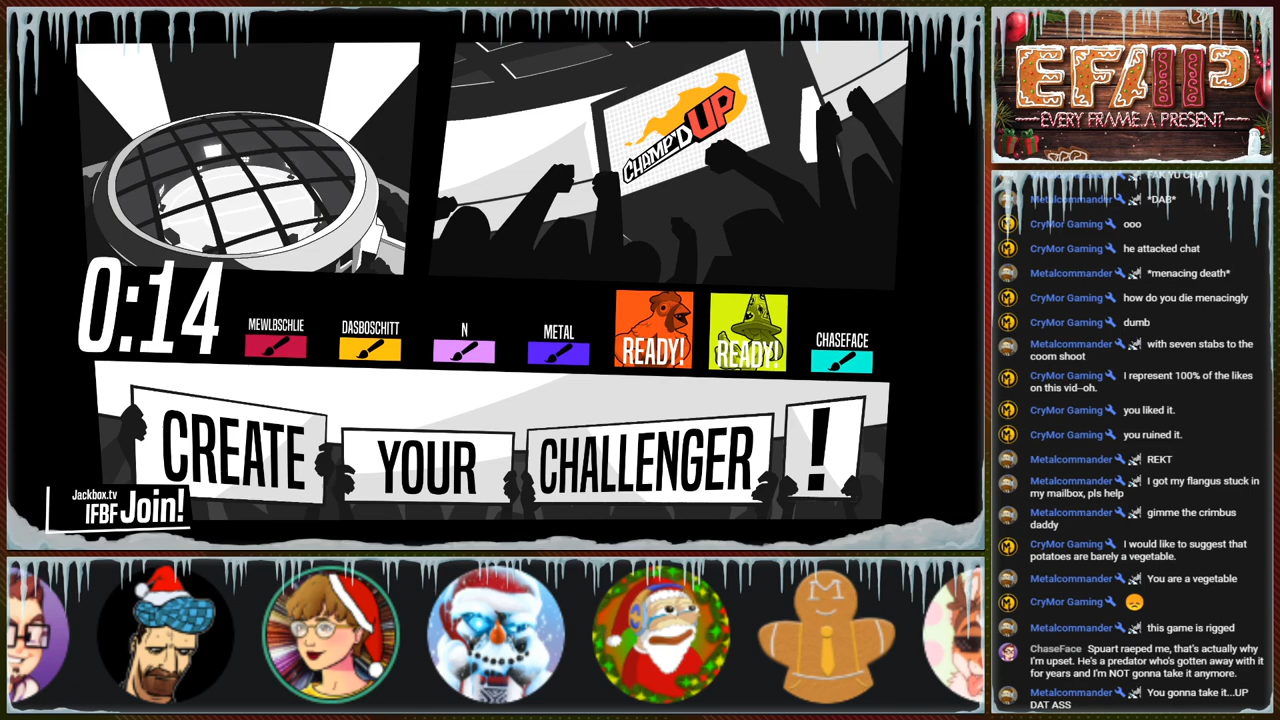 CHAMP'D UP
0:14
MEWLBSCHLIE
DASBOSCHITT
N
METAL
READY!
READY!
CHASEFACE
CREATE
YOUR
CHALLENGER
!
Jackbox.tv
IFBF Join!
EFAP
EVERY FRAME A PRESENT
FAK YU CHAT
Metalcommander *DAB*
CryMor Gaming ooo
CryMor Gaming he attacked chat
Metalcommander *menacing death*
CryMor Gaming how do you die menacingly
CryMor Gaming dumb
Metalcommander with seven stabs to the
coom shoot
CryMor Gaming I represent 100% of the likes
on this vid--oh.
CryMor Gaming you liked it.
CryMor Gaming you ruined it.
Metalcommander REKT
Metalcommander I got my flangus stuck in
my mailbox, pls help
Metalcommander gimme the crimbus
daddy
CryMor Gaming I would like to suggest that
potatoes are barely a vegetable.
Metalcommander You are a vegetable
CryMor Gaming
Metalcommander this game is rigged
ChaseFace Spuart raeped me, that's actually why
I'm upset. He's a predator who's gotten away with it
for years and I'm NOT gonna take it anymore.
Metalcommander You gonna take it...UP
DAT ASS
M